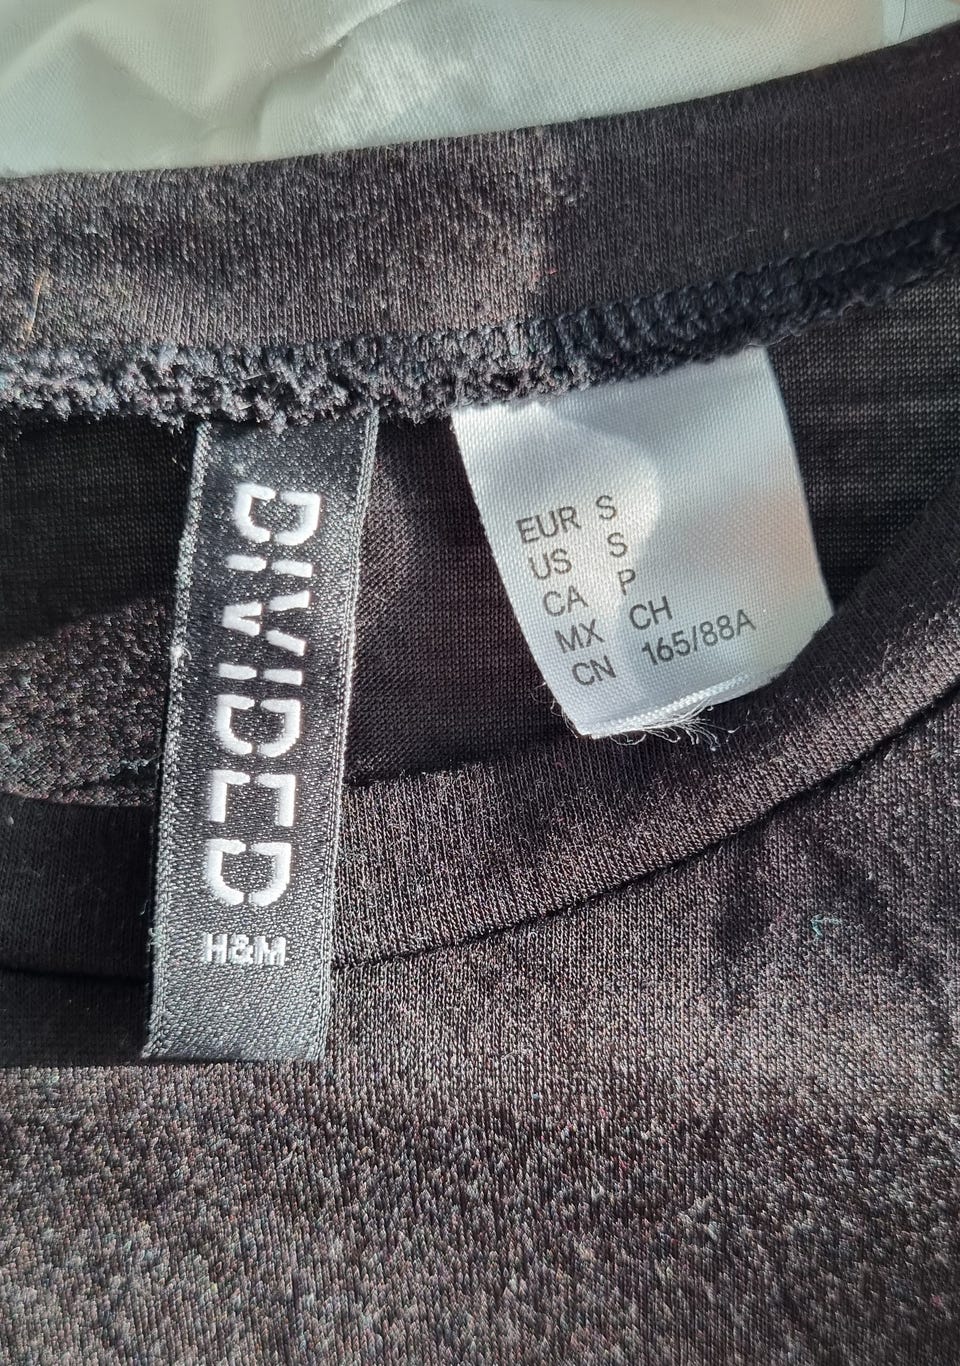 DIVIDED
H&M
EUR S
US S
CA P
MX CH
CN 165/88A